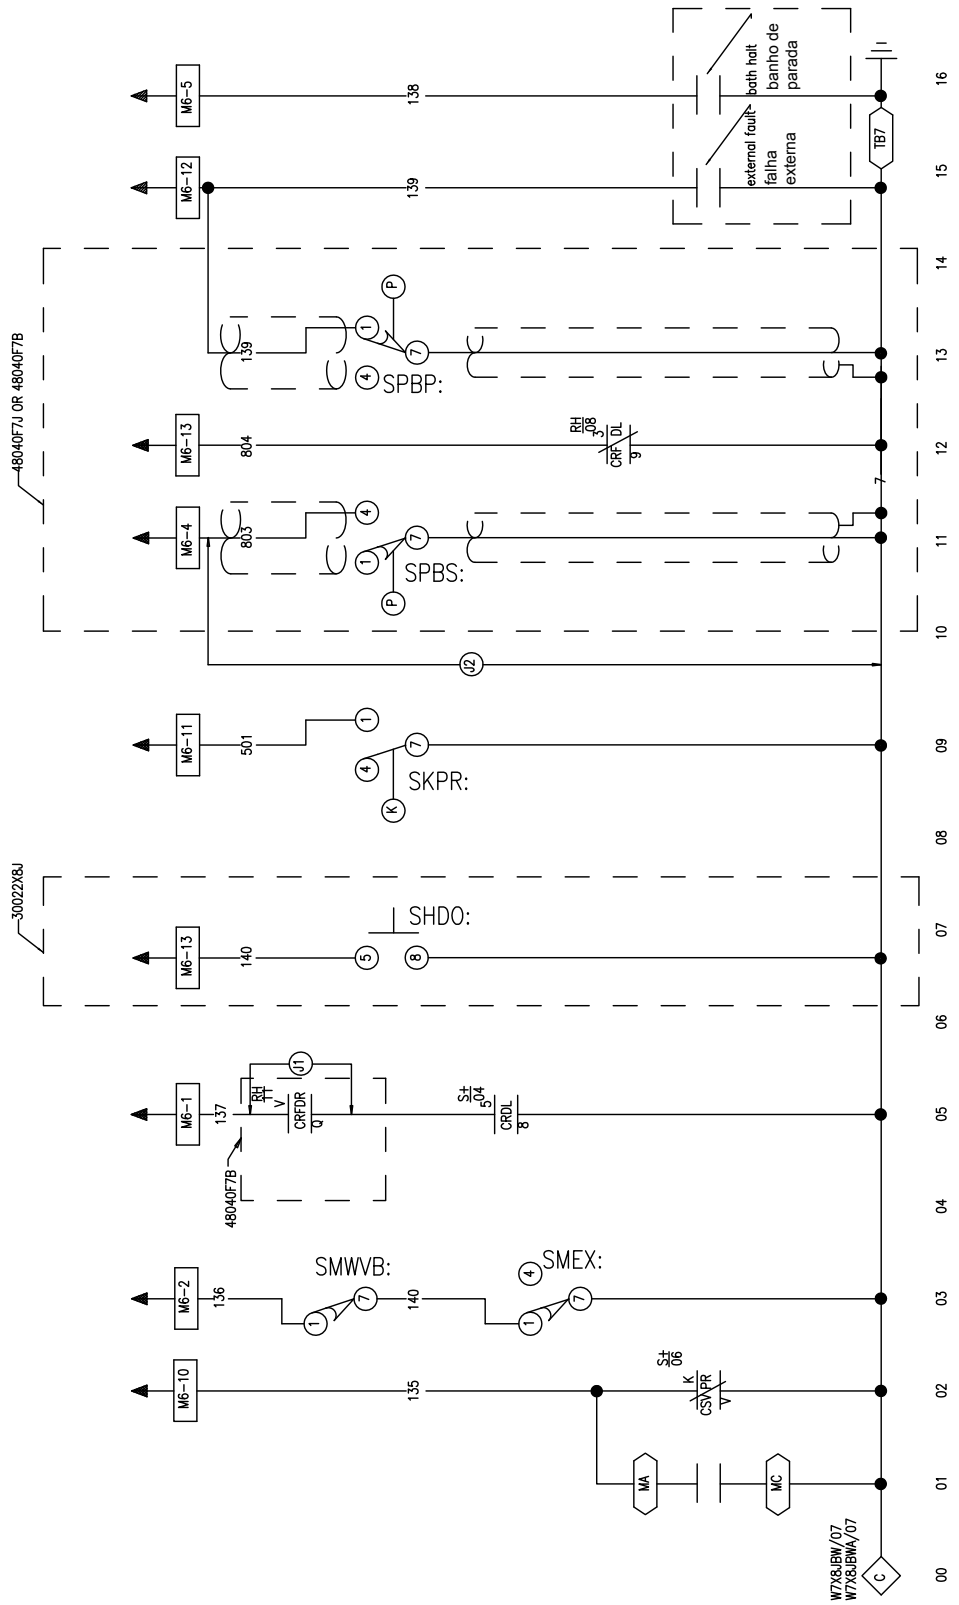 W7X8JBW/07
W7X8JBWA/07
C
00
MA
MC
01
M6-10
135
S+
06
K
CSVPR
V
02
M6-2
136
SMWVB:
1
7
140
SMEX:
4
1
7
03
04
48040F7B
M6-1
137
RH
11
V
CRFDR
Q
J1
S+
04
5
CRDL
8
05
06
30022X8J
M6-13
140
5
8
SHDO:
07
08
M6-11
501
1
4
7
K
SKPR:
09
J2
10
48040F7J OR 48040F7B
M6-4
803
4
1
7
P
SPBS:
11
M6-13
804
RH
08
3
CRF DL
9
7
12
139
1
4
7
P
SPBP:
13
14
M6-12
139
external fault
falha
externa
15
M6-5
138
bath halt
banho de
parada
TB7
16